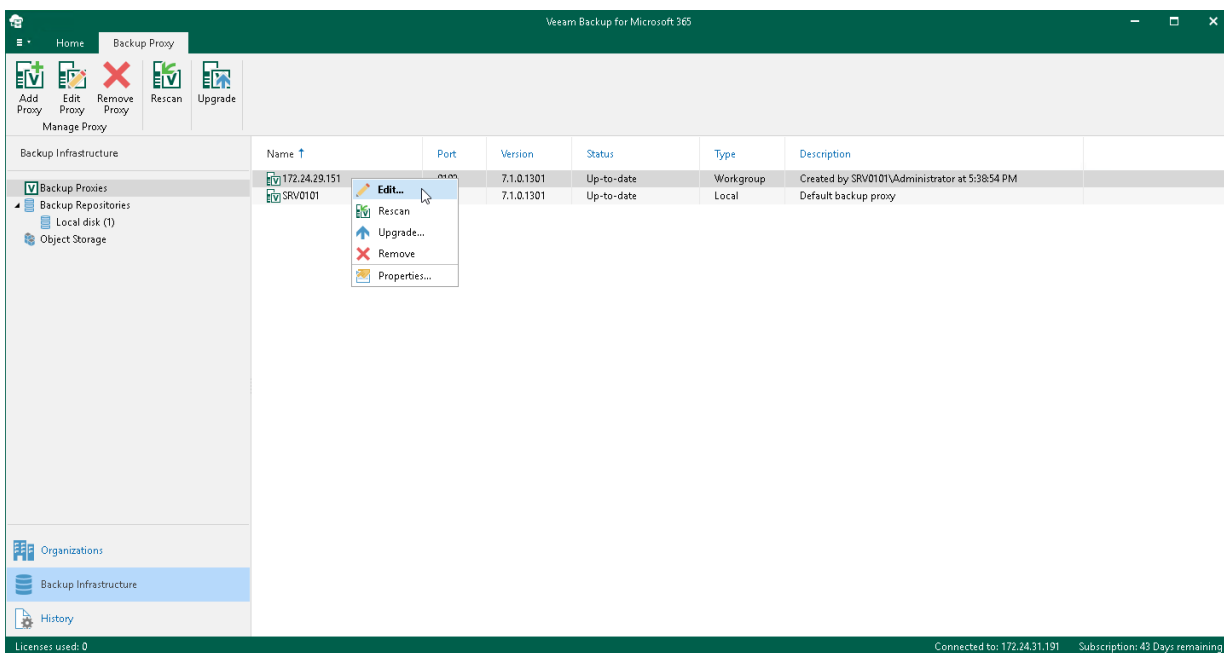 Veeam Backup for Microsoft 365
Home Backup Proxy
Add Proxy Edit Proxy Remove Proxy Rescan Upgrade
Manage Proxy
Backup Infrastructure
Backup Proxies
Backup Repositories
Local disk (1)
Object Storage
Name Port Version Status Type Description
172.24.29.151 7.1.0.1301 Up-to-date Workgroup Created by SRV0101\Administrator at 5:38:54 PM
SRV0101 7.1.0.1301 Up-to-date Local Default backup proxy
Edit...
Rescan
Upgrade...
Remove
Properties...
Organizations
Backup Infrastructure
History
Licenses used: 0 Connected to: 172.24.31.191 Subscription: 43 Days remaining